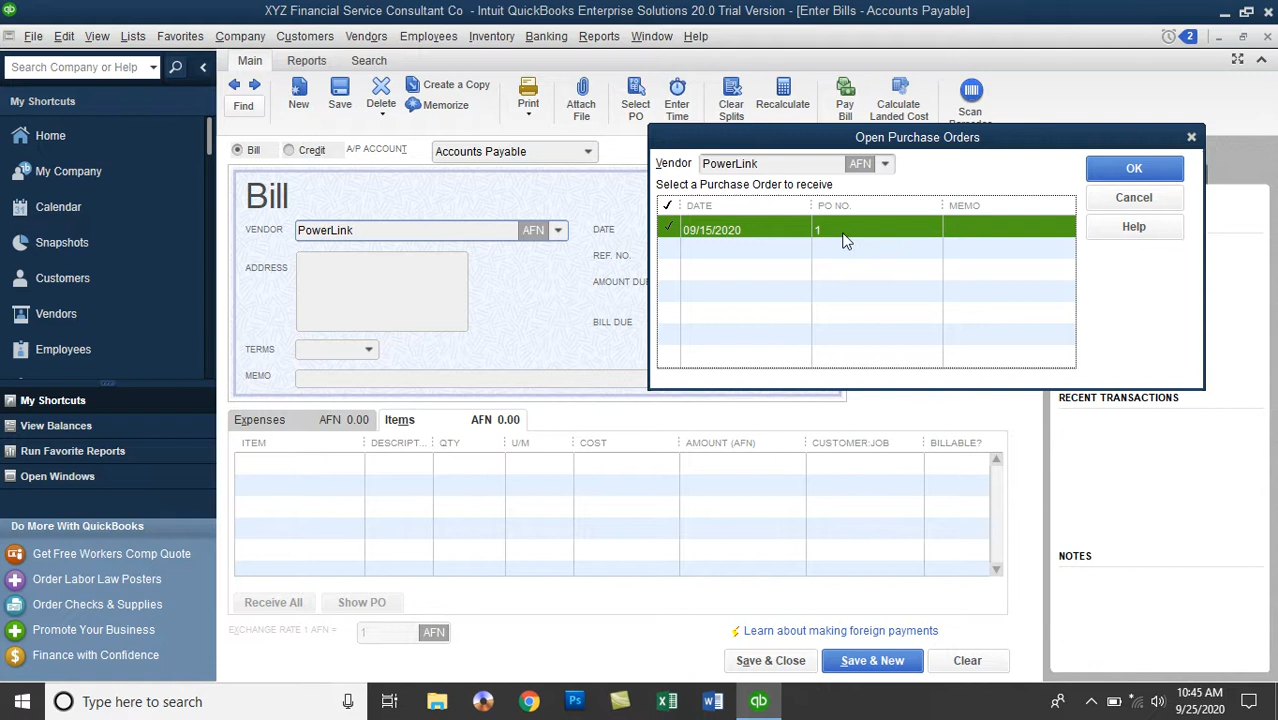 XYZ Financial Service Consultant Co - Intuit QuickBooks Enterprise Solutions 20.0 Trial Version - [Enter Bills - Accounts Payable]
File Edit View Lists Favorites Company Customers Vendors Employees Inventory Banking Reports Window Help
2
Search Company or Help
My Shortcuts
Home
My Company
Calendar
Snapshots
Customers
Vendors
Employees
My Shortcuts
View Balances
Run Favorite Reports
Open Windows
Do More With QuickBooks
Get Free Workers Comp Quote
Order Labor Law Posters
Order Checks & Supplies
Promote Your Business
Finance with Confidence
Main Reports Search
Find
New
Save
Delete
Create a Copy
Memorize
Print
Attach File
Select PO
Enter Time
Clear Splits
Recalculate
Pay Bill
Calculate Landed Cost
Scan
Bill Credit A/P ACCOUNT Accounts Payable
Bill
VENDOR PowerLink AFN DATE
ADDRESS REF. NO.
AMOUNT DUE
BILL DUE
TERMS
MEMO
Open Purchase Orders
Vendor PowerLink AFN
Select a Purchase Order to receive
DATE PO NO. MEMO
09/15/2020 1
OK
Cancel
Help
RECENT TRANSACTIONS
NOTES
Expenses AFN 0.00 Items AFN 0.00
ITEM DESCRIPT... QTY U/M COST AMOUNT (AFN) CUSTOMER:JOB BILLABLE?
Receive All Show PO
EXCHANGE RATE 1 AFN = 1 AFN
Learn about making foreign payments
Save & Close Save & New Clear
Type here to search
10:45 AM
9/25/2020